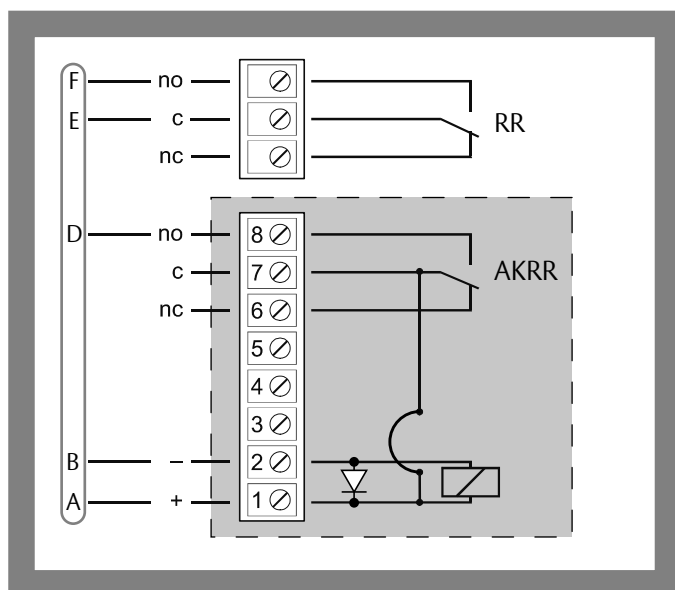 F no
E c RR
nc
D no 8
c 7 AKRR
nc 6
5
4
3
B – 2
A + 1